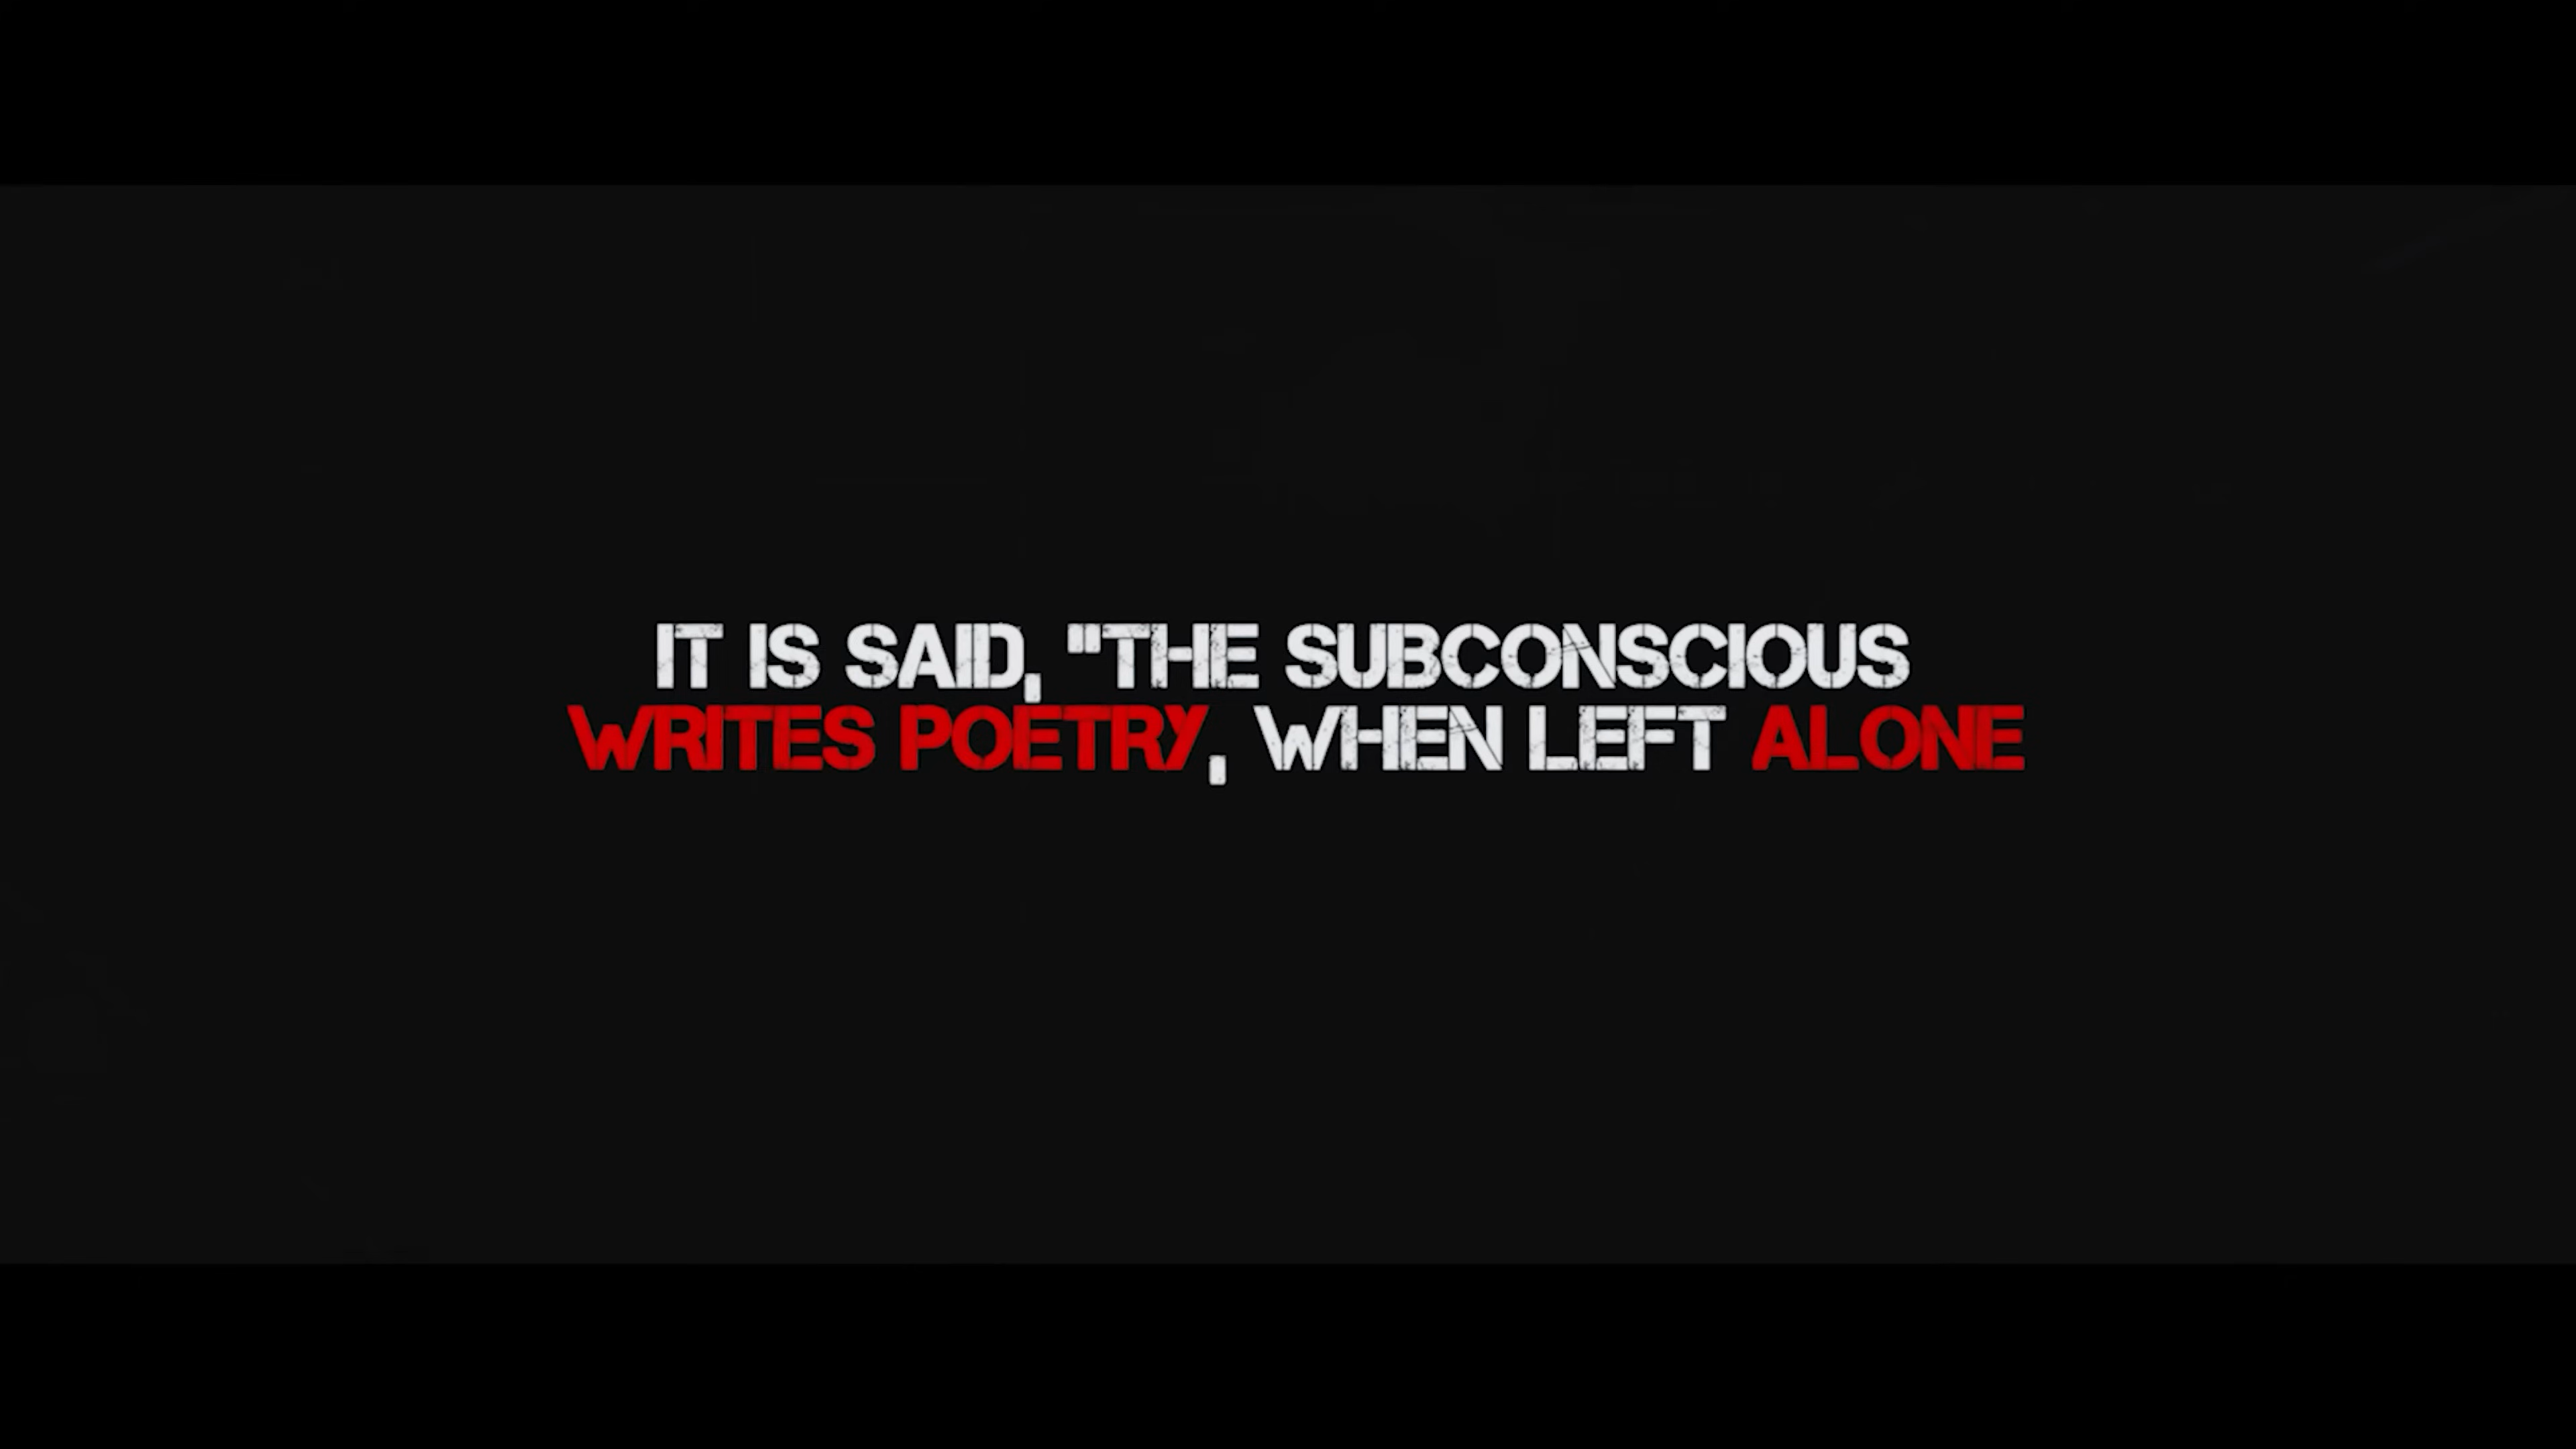 IT IS SAID, "THE SUBCONSCIOUS
WRITES POETRY, WHEN LEFT ALONE